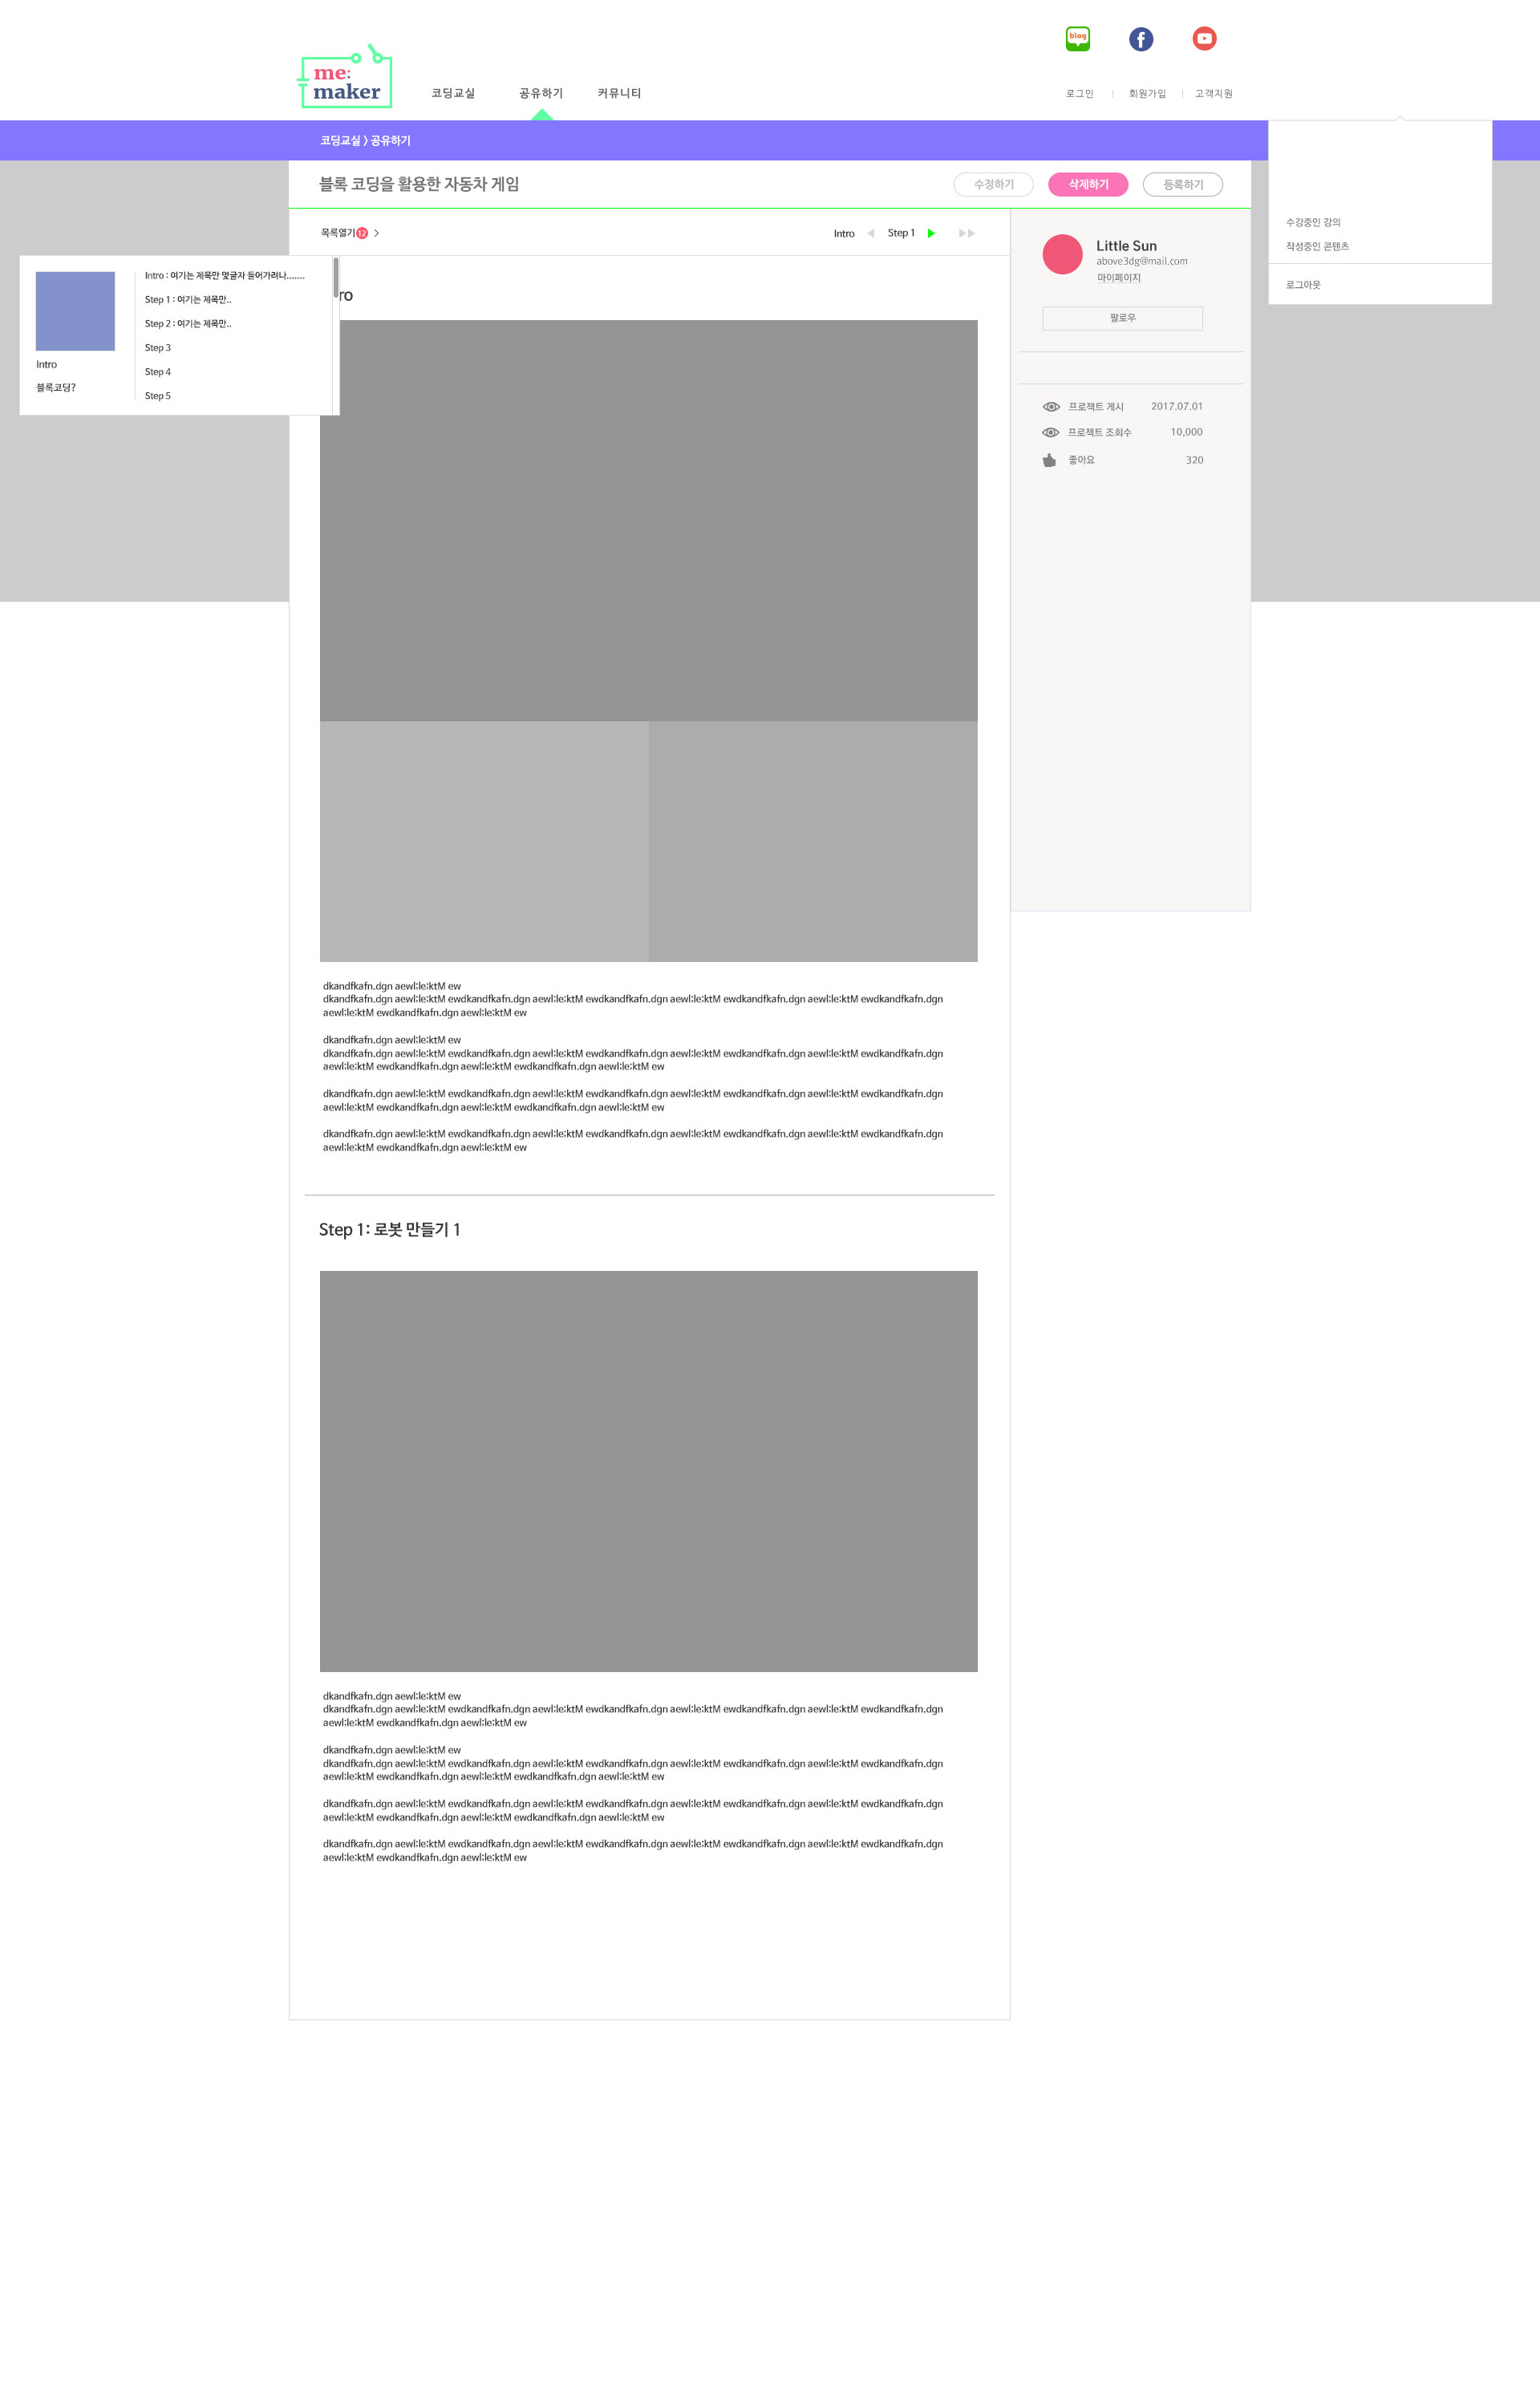 blog
me:
maker
코딩교실
공유하기
커뮤니티
로그인
회원가입
고객지원
코딩교실 > 공유하기
블록 코딩을 활용한 자동차 게임
수정하기
삭제하기
등록하기
목록열기 12 >
Intro
Step 1
Intro : 여기는 제목만 몇글자 들어가려나.......
Step 1 : 여기는 제목만..
Step 2 : 여기는 제목만..
Step 3
Step 4
Step 5
Intro
블록코딩?
ro
Little Sun
above3dg@mail.com
마이페이지
팔로우
프로젝트 게시 2017.07.01
프로젝트 조회수 10,000
좋아요 320
수강중인 강의
작성중인 콘텐츠
로그아웃
dkandfkafn.dgn aewl:le:ktM ew
dkandfkafn.dgn aewl:le:ktM ewdkandfkafn.dgn aewl:le:ktM ewdkandfkafn.dgn aewl:le:ktM ewdkandfkafn.dgn aewl:le:ktM ewdkandfkafn.dgn
aewl:le:ktM ewdkandfkafn.dgn aewl:le:ktM ew
dkandfkafn.dgn aewl:le:ktM ew
dkandfkafn.dgn aewl:le:ktM ewdkandfkafn.dgn aewl:le:ktM ewdkandfkafn.dgn aewl:le:ktM ewdkandfkafn.dgn aewl:le:ktM ewdkandfkafn.dgn
aewl:le:ktM ewdkandfkafn.dgn aewl:le:ktM ewdkandfkafn.dgn aewl:le:ktM ew
dkandfkafn.dgn aewl:le:ktM ewdkandfkafn.dgn aewl:le:ktM ewdkandfkafn.dgn aewl:le:ktM ewdkandfkafn.dgn aewl:le:ktM ewdkandfkafn.dgn
aewl:le:ktM ewdkandfkafn.dgn aewl:le:ktM ewdkandfkafn.dgn aewl:le:ktM ew
dkandfkafn.dgn aewl:le:ktM ewdkandfkafn.dgn aewl:le:ktM ewdkandfkafn.dgn aewl:le:ktM ewdkandfkafn.dgn aewl:le:ktM ewdkandfkafn.dgn
aewl:le:ktM ewdkandfkafn.dgn aewl:le:ktM ew
Step 1: 로봇 만들기 1
dkandfkafn.dgn aewl:le:ktM ew
dkandfkafn.dgn aewl:le:ktM ewdkandfkafn.dgn aewl:le:ktM ewdkandfkafn.dgn aewl:le:ktM ewdkandfkafn.dgn aewl:le:ktM ewdkandfkafn.dgn
aewl:le:ktM ewdkandfkafn.dgn aewl:le:ktM ew
dkandfkafn.dgn aewl:le:ktM ew
dkandfkafn.dgn aewl:le:ktM ewdkandfkafn.dgn aewl:le:ktM ewdkandfkafn.dgn aewl:le:ktM ewdkandfkafn.dgn aewl:le:ktM ewdkandfkafn.dgn
aewl:le:ktM ewdkandfkafn.dgn aewl:le:ktM ewdkandfkafn.dgn aewl:le:ktM ew
dkandfkafn.dgn aewl:le:ktM ewdkandfkafn.dgn aewl:le:ktM ewdkandfkafn.dgn aewl:le:ktM ewdkandfkafn.dgn aewl:le:ktM ewdkandfkafn.dgn
aewl:le:ktM ewdkandfkafn.dgn aewl:le:ktM ewdkandfkafn.dgn aewl:le:ktM ew
dkandfkafn.dgn aewl:le:ktM ewdkandfkafn.dgn aewl:le:ktM ewdkandfkafn.dgn aewl:le:ktM ewdkandfkafn.dgn aewl:le:ktM ewdkandfkafn.dgn
aewl:le:ktM ewdkandfkafn.dgn aewl:le:ktM ew